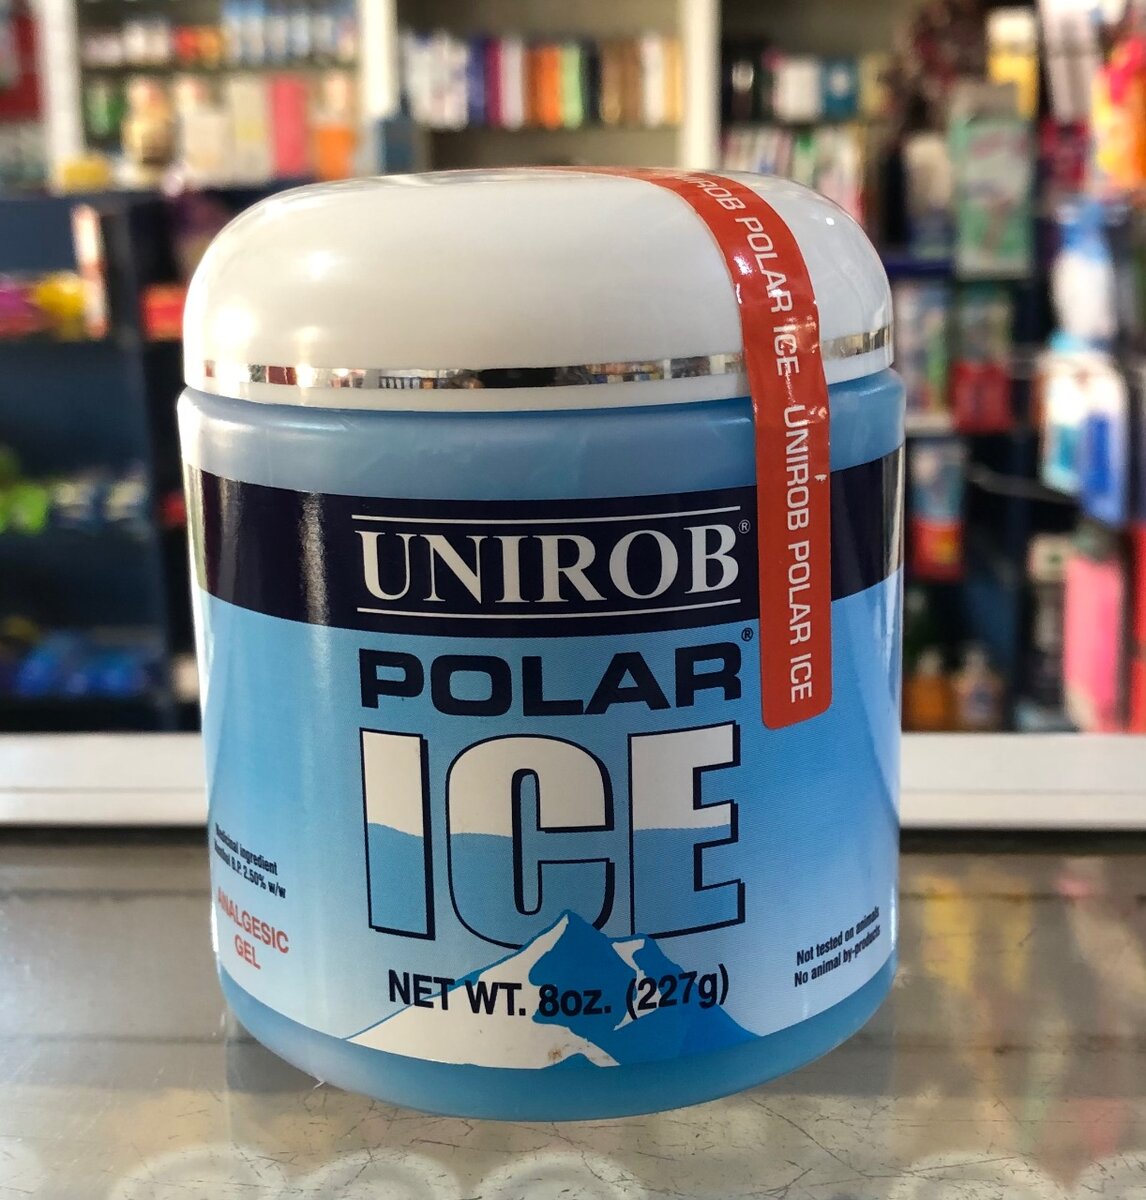 UNIROB POLAR ICE UNIROB POLAR ICE
UNIROB®
POLAR®
ICE
Medicinal ingredient
Menthol B.P. 2.50% w/w
ANALGESIC
GEL
NET WT. 8oz. (227g)
Not tested on animals
No animal by-products